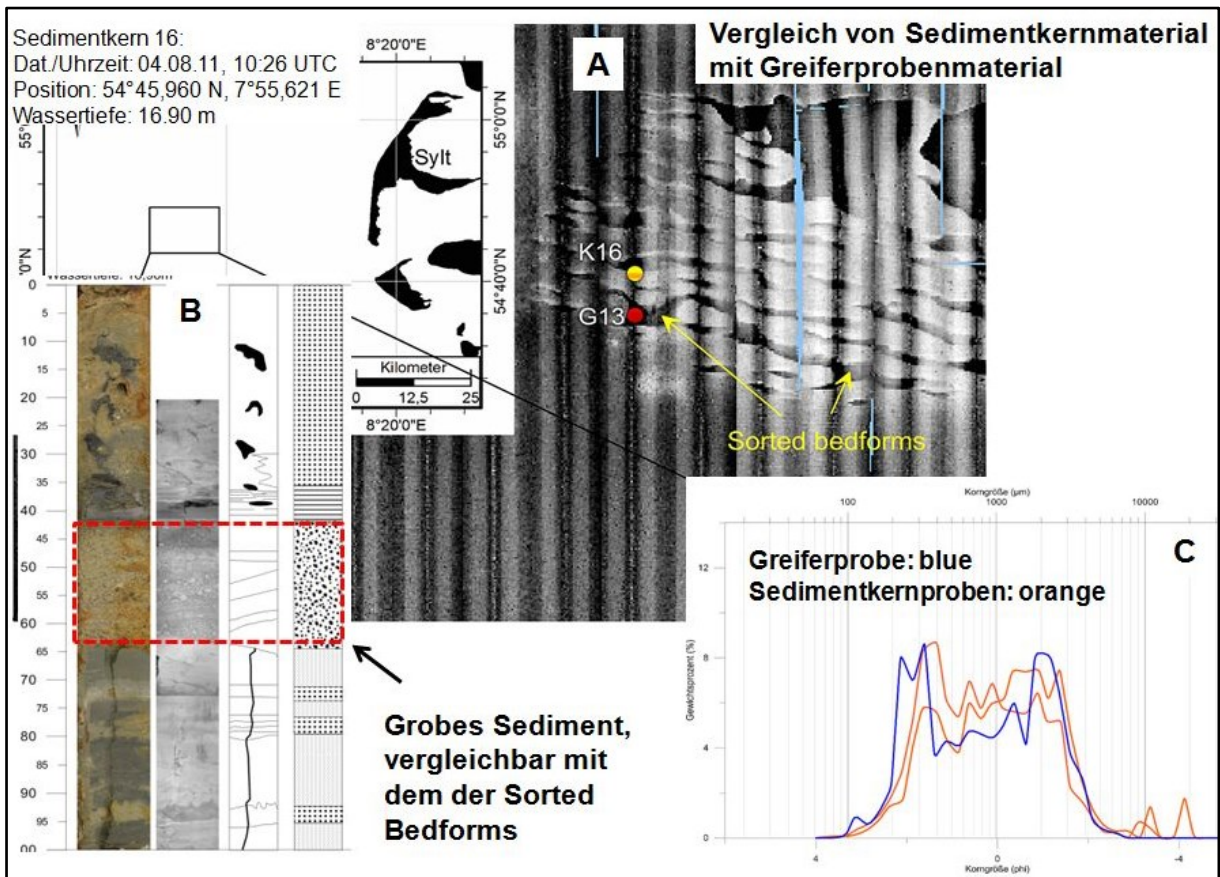 Sedimentkern 16:
Dat./Uhrzeit: 04.08.11, 10:26 UTC
Position: 54°45,960 N, 7°55,621 E
Wassertiefe: 16.90 m
8°20'0"E
A
Vergleich von Sedimentkernmaterial
mit Greiferprobenmaterial
55°
55°0'0"N
Sylt
0"N
54°40'0"N
Kilometer
0 12,5 25
8°20'0"E
K16
G13
Sorted bedforms
B
0
5
10
15
20
25
30
35
40
45
50
55
60
65
70
75
80
85
90
95
00
Grobes Sediment,
vergleichbar mit
dem der Sorted
Bedforms
Korngröße (µm)
100 1000 10000
C
Greiferprobe: blue
Sedimentkernproben: orange
Gewichtsprozent (%)
12
8
4
0
4 0 -4
Korngröße (phi)